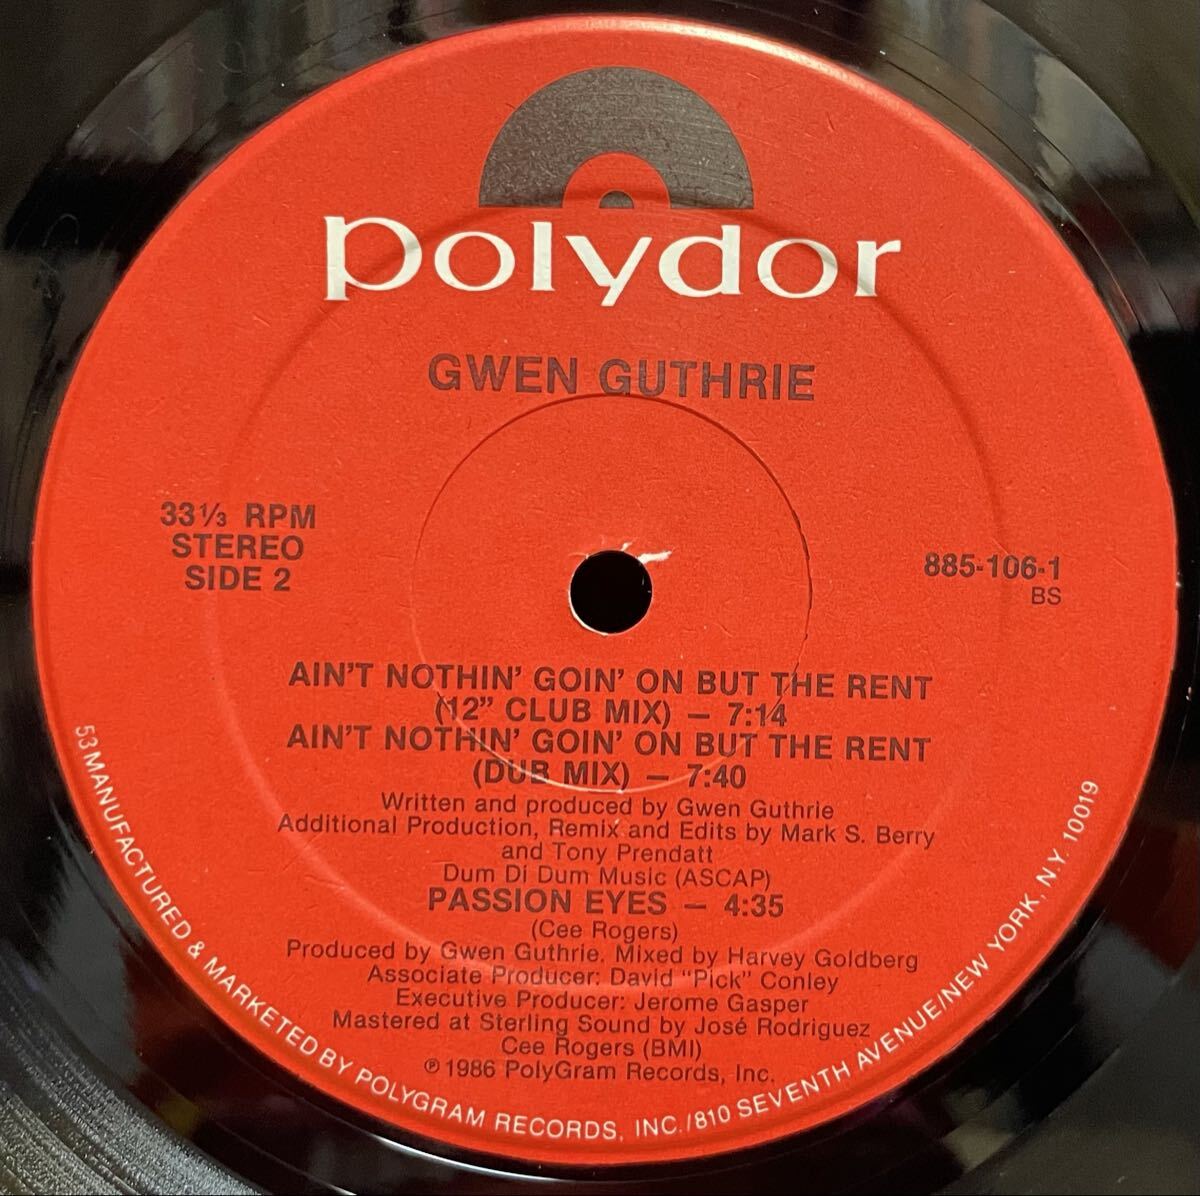 polydor
GWEN GUTHRIE
33 1/3 RPM
STEREO
SIDE 2
885-106-1
BS
AIN'T NOTHIN' GOIN' ON BUT THE RENT
(12" CLUB MIX) — 7:14
AIN'T NOTHIN' GOIN' ON BUT THE RENT
(DUB MIX) — 7:40
Written and produced by Gwen Guthrie
Additional Production, Remix and Edits by Mark S. Berry
and Tony Prendatt
Dum Di Dum Music (ASCAP)
PASSION EYES — 4:35
(Cee Rogers)
Produced by Gwen Guthrie. Mixed by Harvey Goldberg
Associate Producer: David "Pick" Conley
Executive Producer: Jerome Gasper
Mastered at Sterling Sound by José Rodriguez
Cee Rogers (BMI)
℗ 1986 PolyGram Records, Inc.
53 MANUFACTURED & MARKETED BY POLYGRAM RECORDS, INC./810 SEVENTH AVENUE/NEW YORK, N.Y. 10019